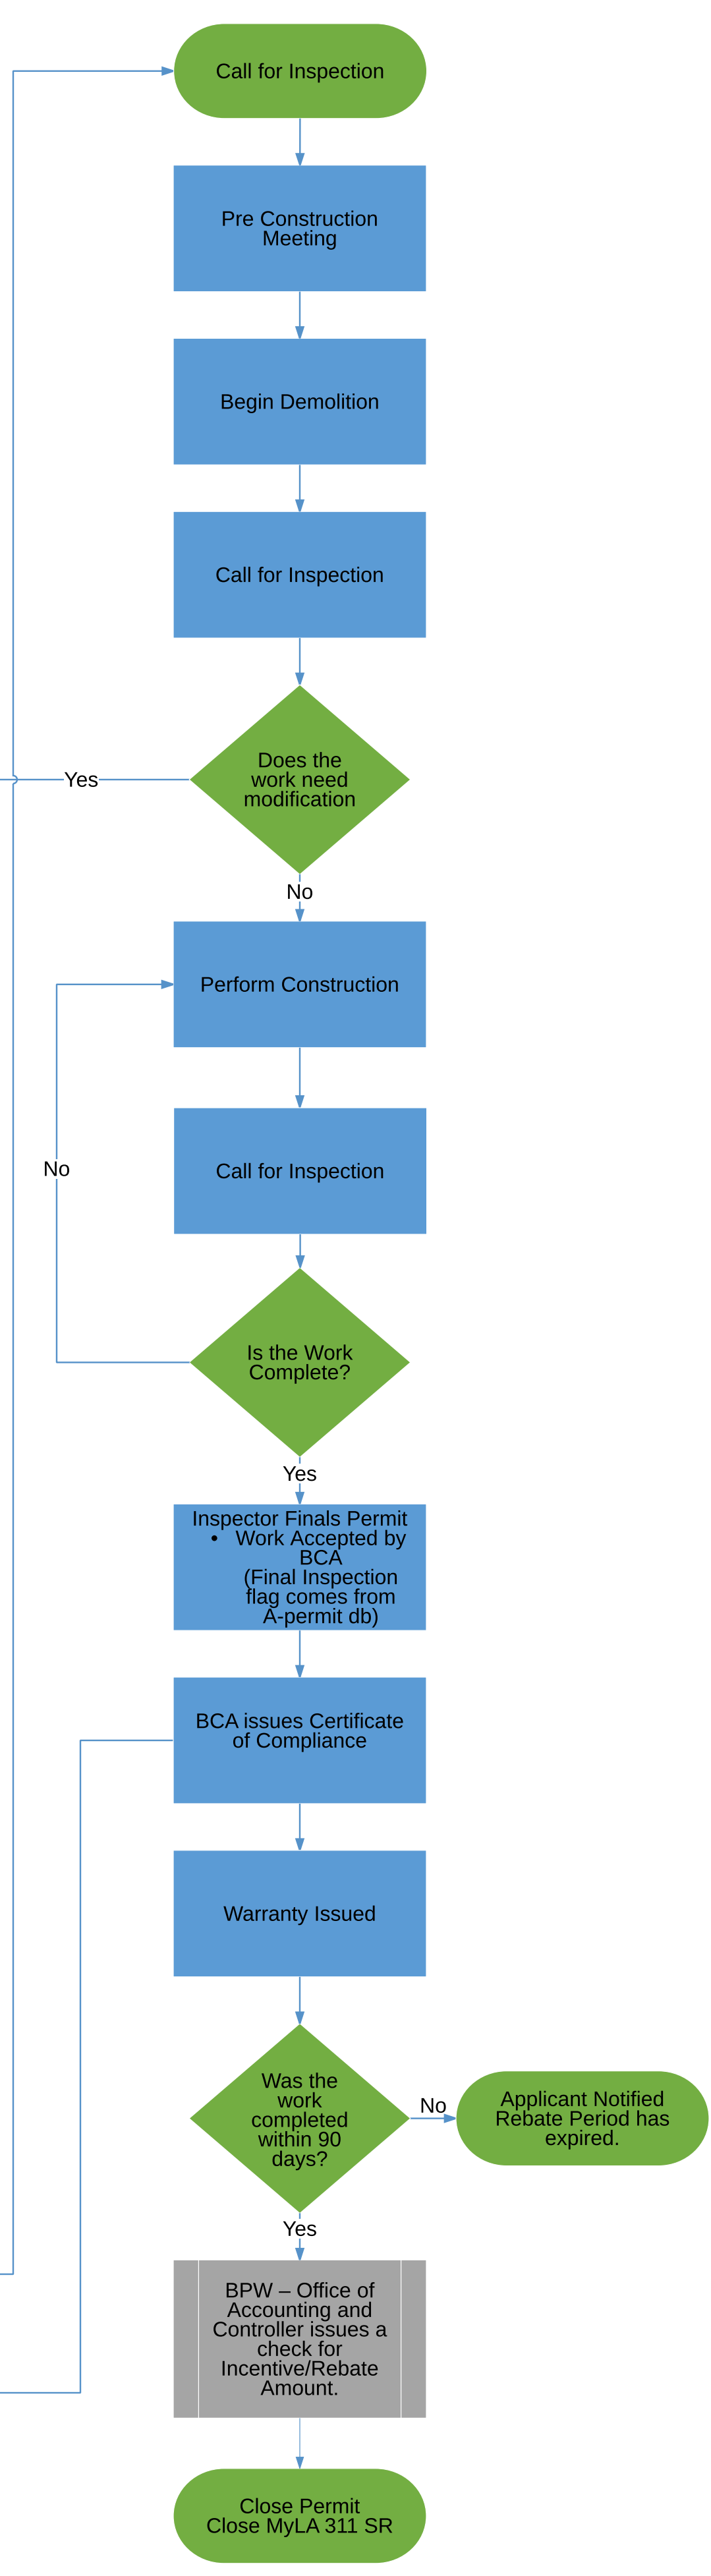 Call for Inspection
Pre Construction
Meeting
Begin Demolition
Call for Inspection
Does the
work need
modification
Yes
No
Perform Construction
Call for Inspection
No
Is the Work
Complete?
Yes
Inspector Finals Permit
• Work Accepted by
BCA
(Final Inspection
flag comes from
A-permit db)
BCA issues Certificate
of Compliance
Warranty Issued
Was the
work
completed
within 90
days?
No
Applicant Notified
Rebate Period has
expired.
Yes
BPW – Office of
Accounting and
Controller issues a
check for
Incentive/Rebate
Amount.
Close Permit
Close MyLA 311 SR